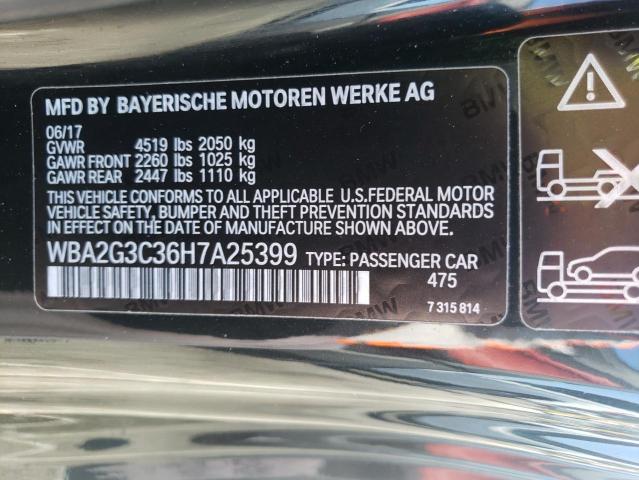 MFD BY BAYERISCHE MOTOREN WERKE AG
06/17
GVWR 4519 lbs 2050 kg
GAWR FRONT 2260 lbs 1025 kg
GAWR REAR 2447 lbs 1110 kg
THIS VEHICLE CONFORMS TO ALL APPLICABLE U.S.FEDERAL MOTOR
VEHICLE SAFETY, BUMPER AND THEFT PREVENTION STANDARDS
IN EFFECT ON THE DATE OF MANUFACTURE SHOWN ABOVE.
WBA2G3C36H7A25399 TYPE: PASSENGER CAR
475
7 315 814
BMW
BMW
BMW